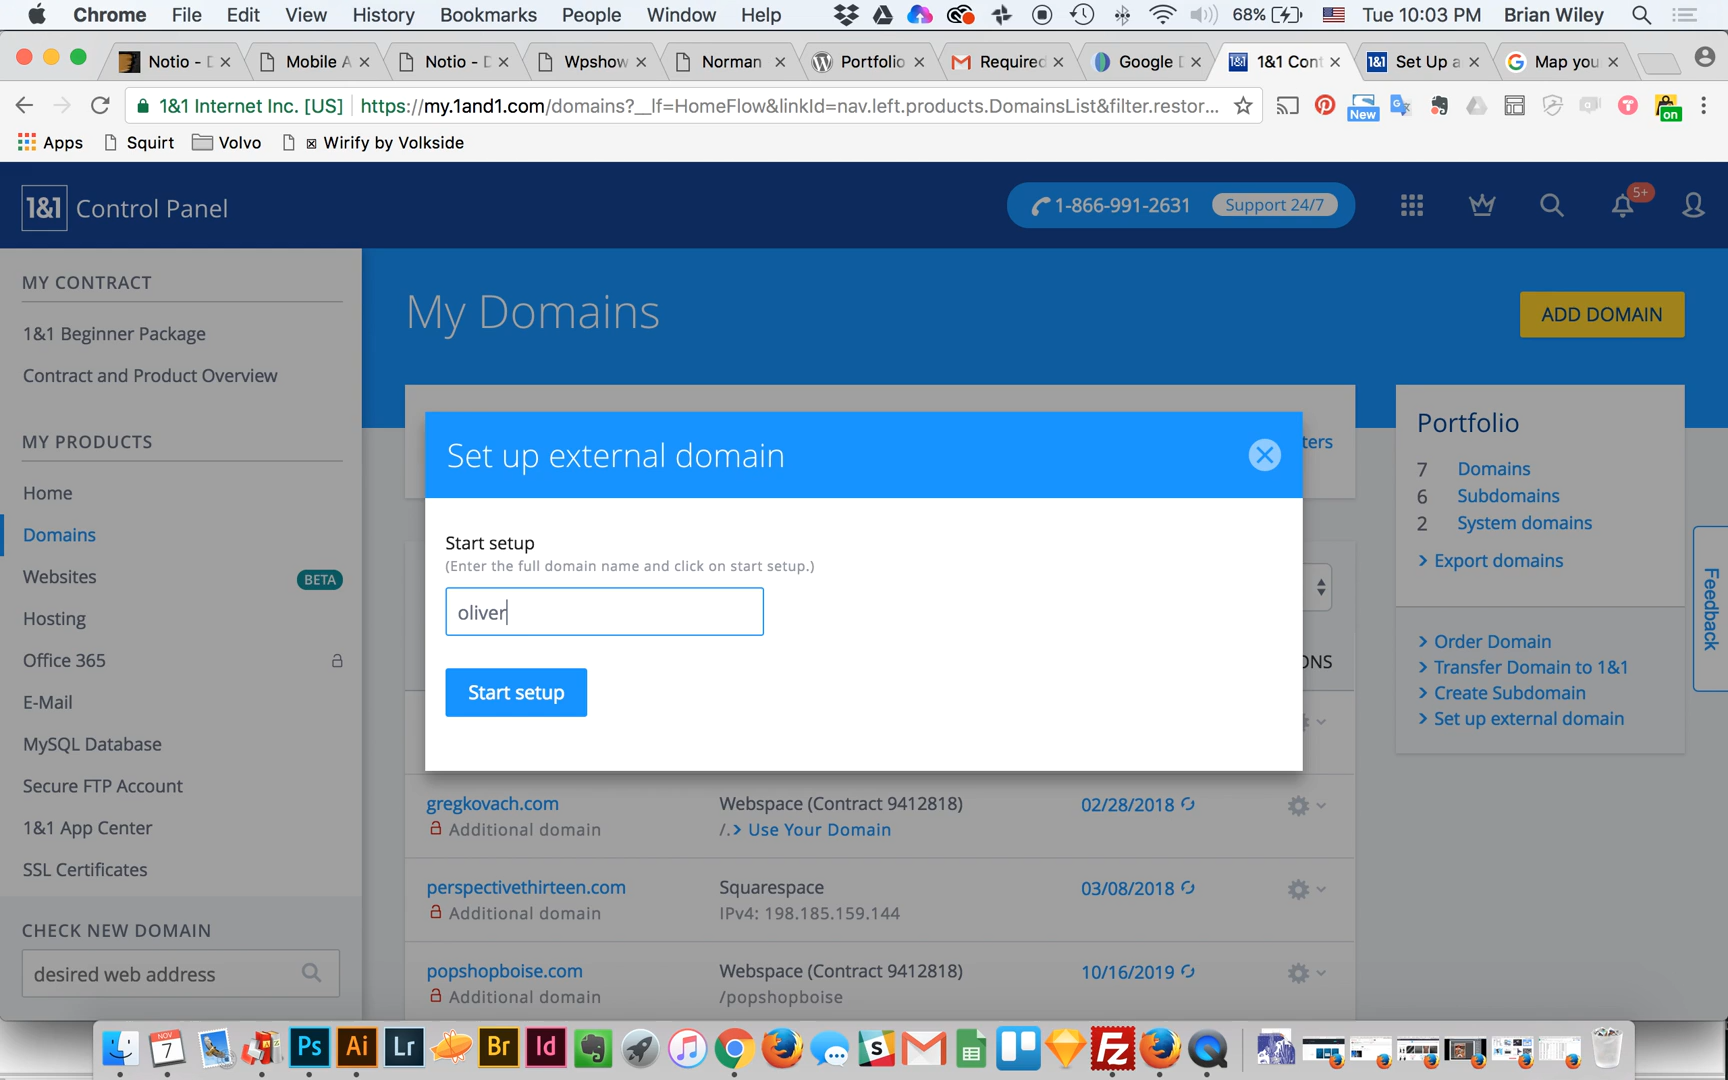 Chrome File Edit View History Bookmarks People Window Help 68% Tue 10:03 PM Brian Wiley
Notio - D Mobile A Notio - D Wpshow Norman Portfolio Required Google D 1&1 Cont Set Up a Map you
1&1 Internet Inc. [US] https://my.1and1.com/domains?__lf=HomeFlow&linkId=nav.left.products.DomainsList&filter.restor... New on
Apps Squirt Volvo Wirify by Volkside
1&1 Control Panel 1-866-991-2631 Support 24/7 5+
MY CONTRACT
1&1 Beginner Package
Contract and Product Overview
MY PRODUCTS
Home
Domains
Websites BETA
Hosting
Office 365
E-Mail
MySQL Database
Secure FTP Account
1&1 App Center
SSL Certificates
CHECK NEW DOMAIN
desired web address
My Domains
ADD DOMAIN
ters
Set up external domain
Start setup
(Enter the full domain name and click on start setup.)
oliver
Start setup
ONS
gregkovach.com Webspace (Contract 9412818) 02/28/2018
Additional domain /.> Use Your Domain
perspectivethirteen.com Squarespace 03/08/2018
Additional domain IPv4: 198.185.159.144
popshopboise.com Webspace (Contract 9412818) 10/16/2019
Additional domain /popshopboise
Portfolio
7 Domains
6 Subdomains
2 System domains
> Export domains
> Order Domain
> Transfer Domain to 1&1
> Create Subdomain
> Set up external domain
Feedback
NOV 7 Ps Ai Lr Br Id Fz